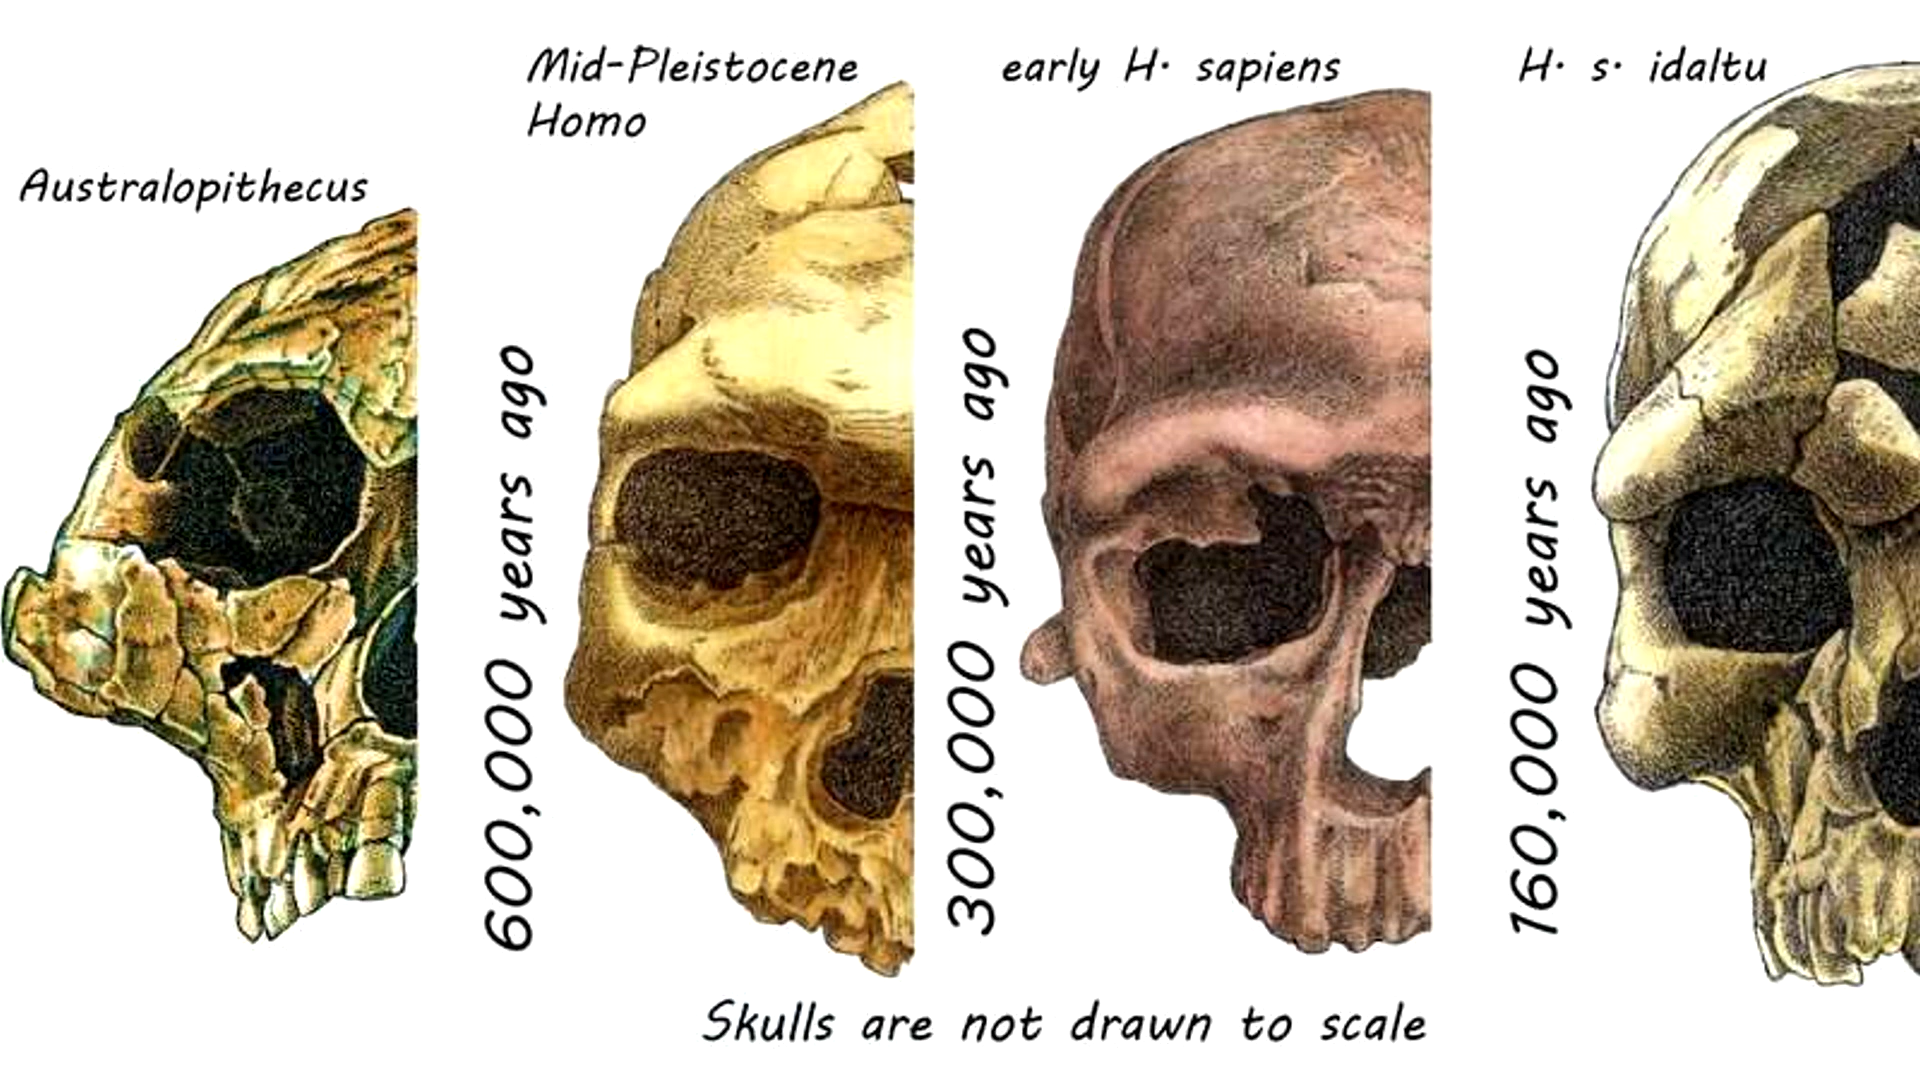 Australopithecus
600,000 years ago
Mid-Pleistocene
Homo
300,000 years ago
early H. sapiens
160,000 years ago
H. s. idaltu
Skulls are not drawn to scale